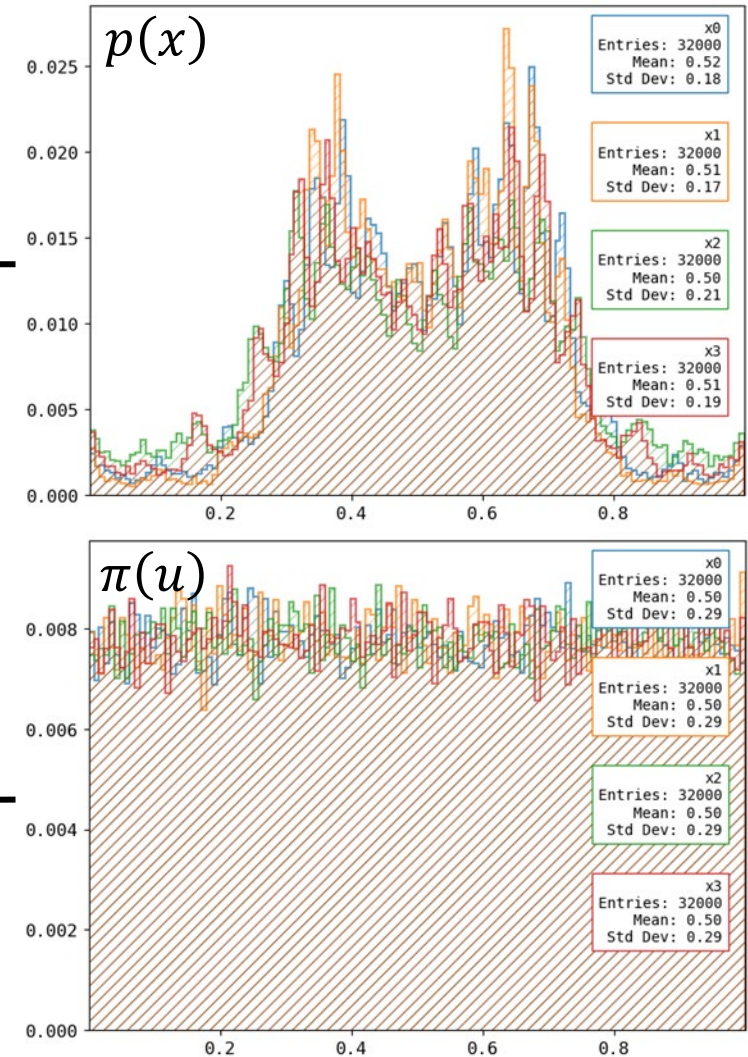 p(x)
0.025
0.020
0.015
0.010
0.005
0.000
0.2 0.4 0.6 0.8
x0
Entries: 32000
Mean: 0.52
Std Dev: 0.18
x1
Entries: 32000
Mean: 0.51
Std Dev: 0.17
x2
Entries: 32000
Mean: 0.50
Std Dev: 0.21
x3
Entries: 32000
Mean: 0.51
Std Dev: 0.19
π(u)
0.008
0.006
0.004
0.002
0.000
0.2 0.4 0.6 0.8
x0
Entries: 32000
Mean: 0.50
Std Dev: 0.29
x1
Entries: 32000
Mean: 0.50
Std Dev: 0.29
x2
Entries: 32000
Mean: 0.50
Std Dev: 0.29
x3
Entries: 32000
Mean: 0.50
Std Dev: 0.29